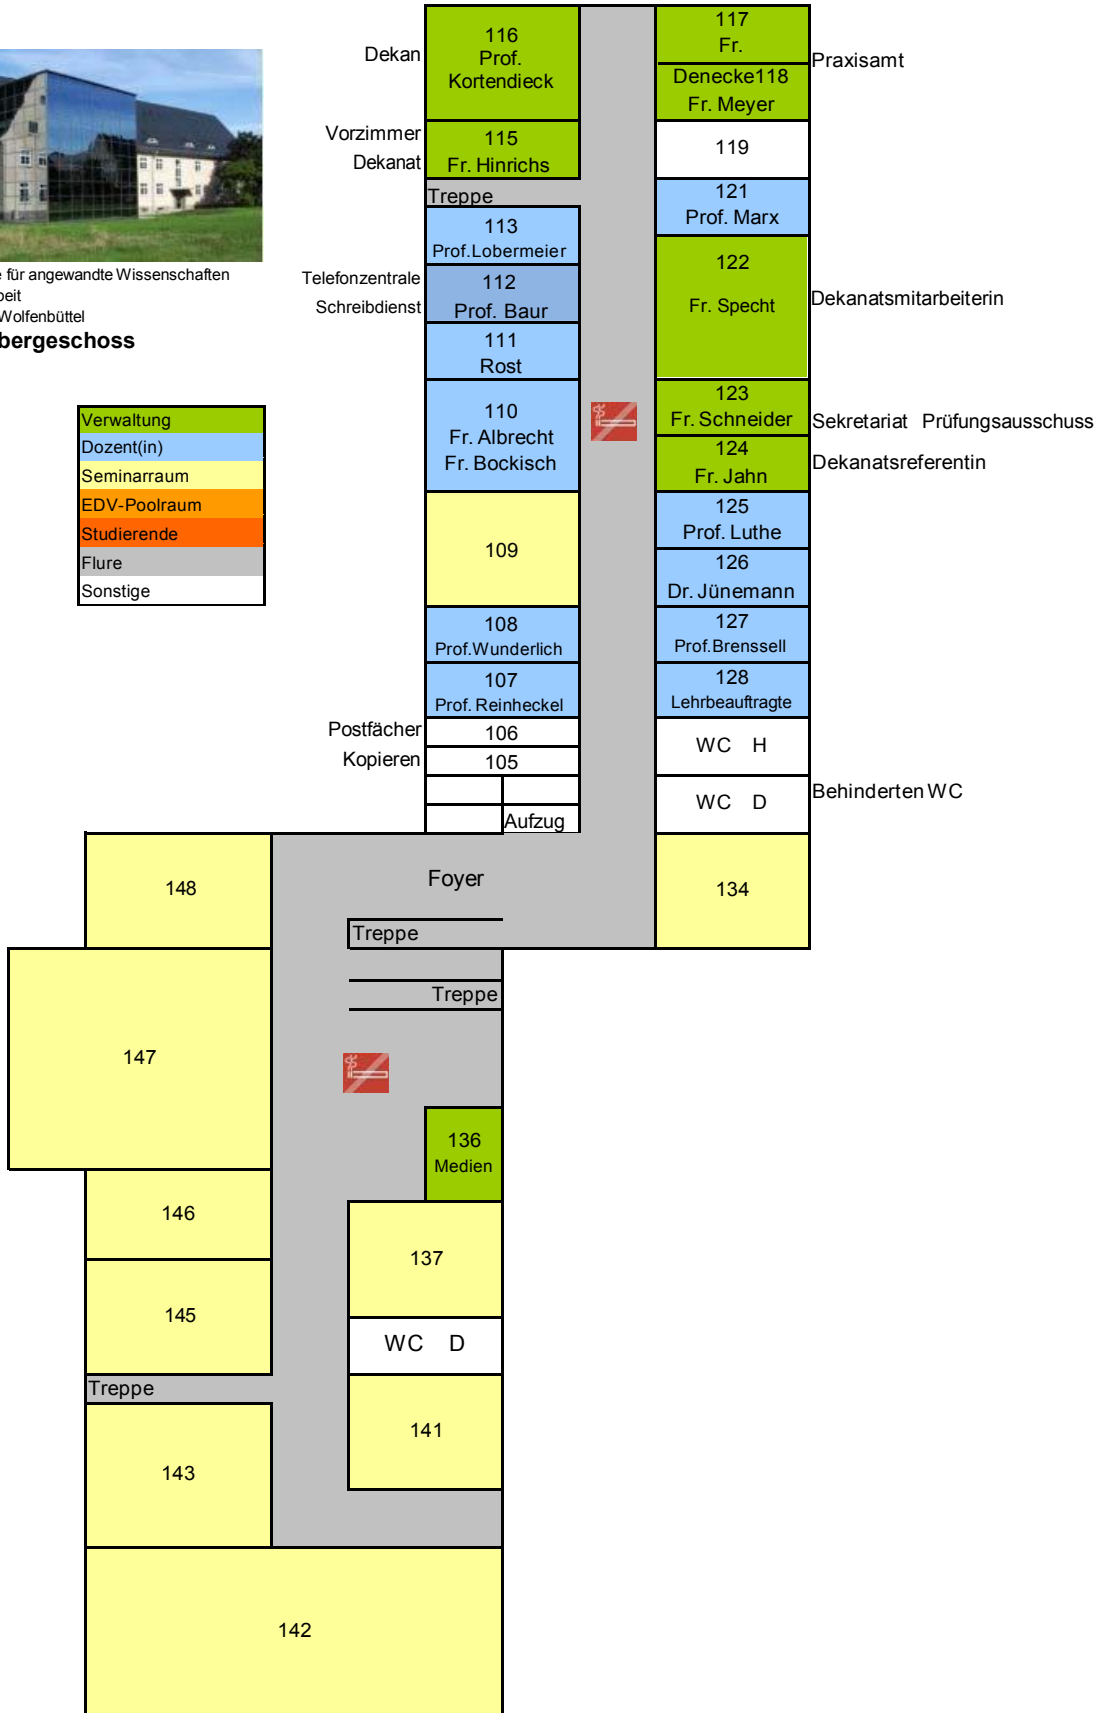 116
Prof.
Kortendieck
Dekan
117
Fr.
Denecke118
Fr. Meyer
Praxisamt
Vorzimmer
Dekanat
115
Fr. Hinrichs
119
Treppe
121
Prof. Marx
113
Prof.Lobermeier
für angewandte Wissenschaften
Wolfenbüttel
Telefonzentrale
Schreibdienst
112
Prof. Baur
122
Fr. Specht
Dekanatsmitarbeiterin
111
Rost
110
Fr. Albrecht
Fr. Bockisch
123
Fr. Schneider
Sekretariat Prüfungsausschuss
124
Fr. Jahn
Dekanatsreferentin
Verwaltung
Dozent(in)
Seminarraum
EDV-Poolraum
Studierende
Flure
Sonstige
109
125
Prof. Luthe
126
Dr. Jünemann
108
Prof.Wunderlich
127
Prof.Brenssell
107
Prof. Reinheckel
128
Lehrbeauftragte
Postfächer
106
Kopieren
105
WC H
WC D
Behinderten WC
Aufzug
148
Foyer
134
Treppe
Treppe
147
136
Medien
146
137
145
WC D
Treppe
141
143
142